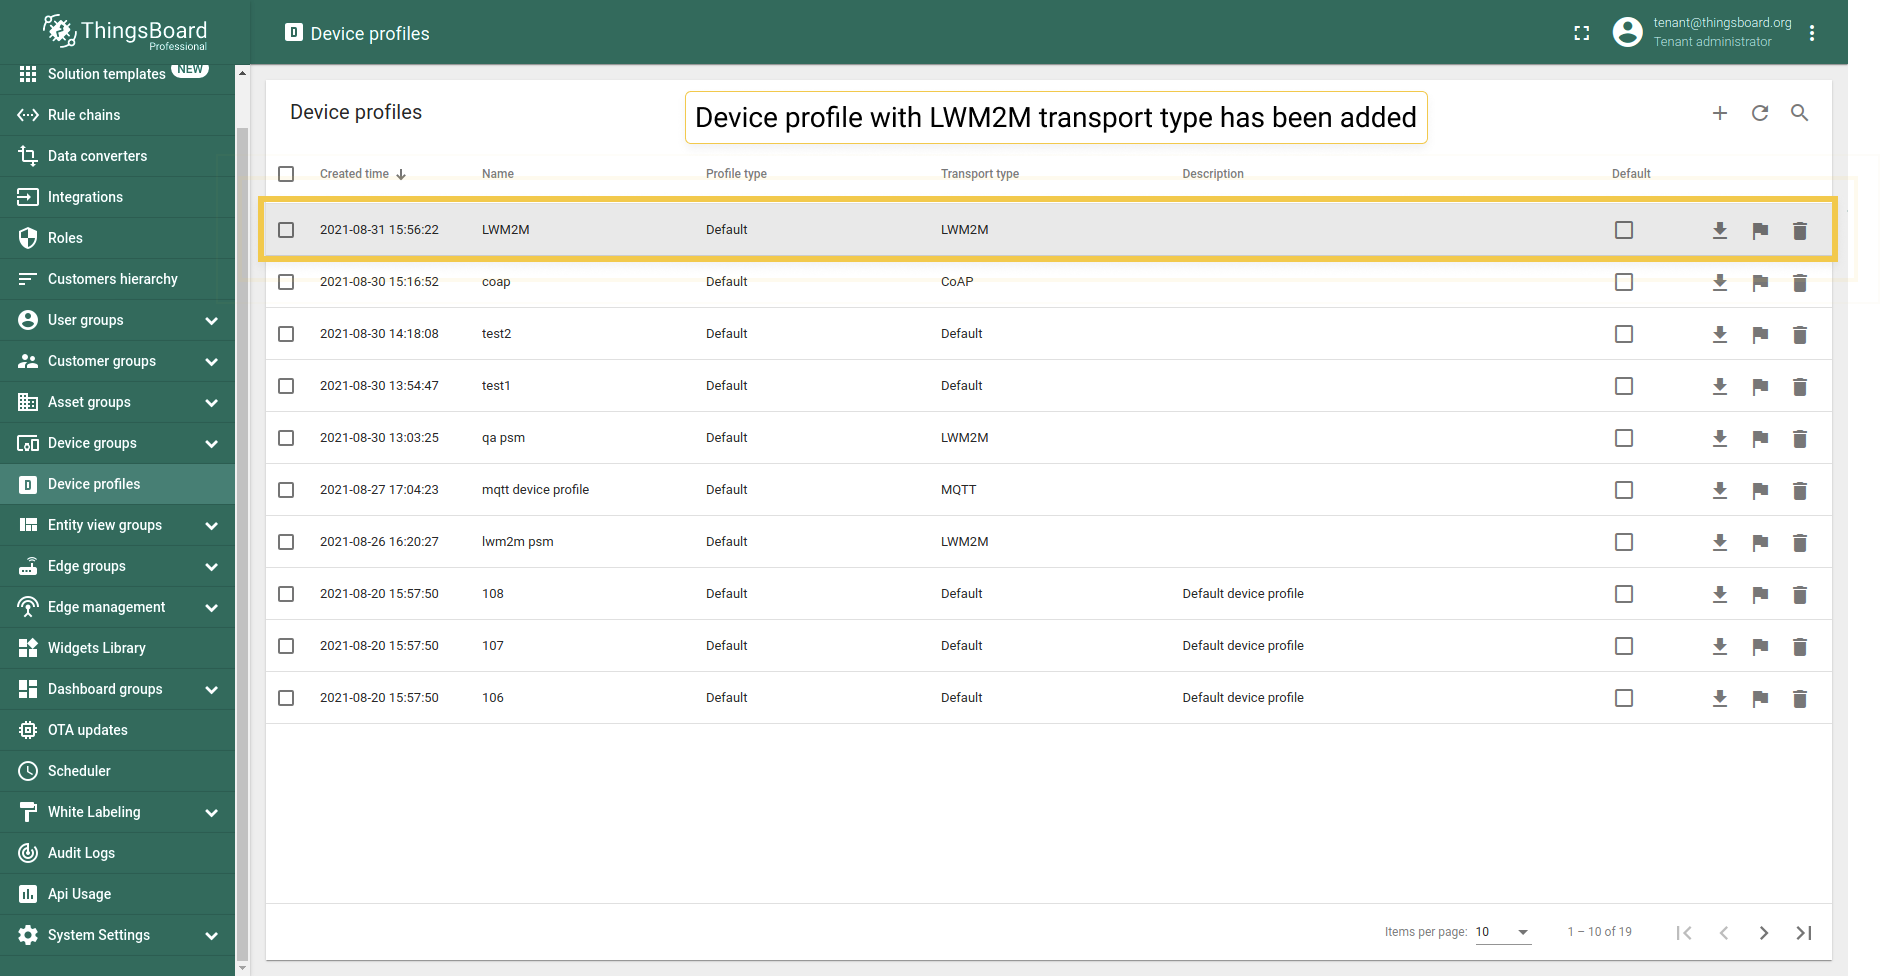 ThingsBoard
Professional
Device profiles
tenant@thingsboard.org
Tenant administrator
Solution templates NEW
Rule chains
Data converters
Integrations
Roles
Customers hierarchy
User groups
Customer groups
Asset groups
Device groups
Device profiles
Entity view groups
Edge groups
Edge management
Widgets Library
Dashboard groups
OTA updates
Scheduler
White Labeling
Audit Logs
Api Usage
System Settings
Device profiles
Device profile with LWM2M transport type has been added
Created time Name Profile type Transport type Description Default
2021-08-31 15:56:22 LWM2M Default LWM2M
2021-08-30 15:16:52 coap Default CoAP
2021-08-30 14:18:08 test2 Default Default
2021-08-30 13:54:47 test1 Default Default
2021-08-30 13:03:25 qa psm Default LWM2M
2021-08-27 17:04:23 mqtt device profile Default MQTT
2021-08-26 16:20:27 lwm2m psm Default LWM2M
2021-08-20 15:57:50 108 Default Default Default device profile
2021-08-20 15:57:50 107 Default Default Default device profile
2021-08-20 15:57:50 106 Default Default Default device profile
Items per page: 10 1 – 10 of 19